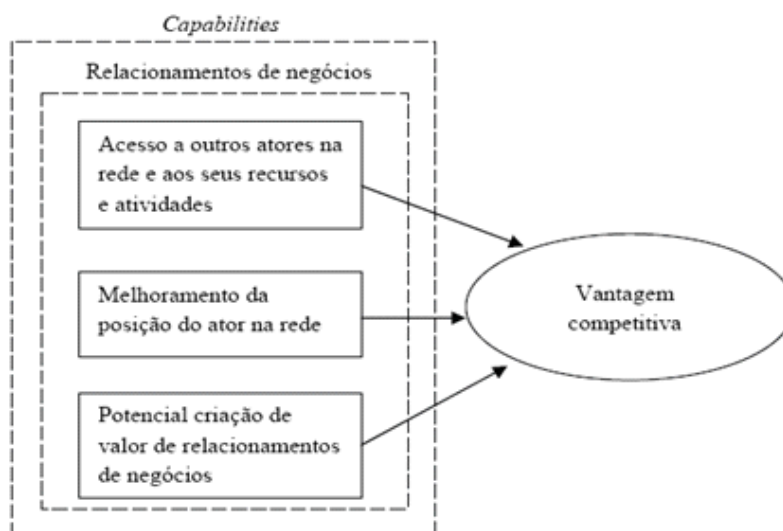 Capabilities
Relacionamentos de negócios
Acesso a outros atores na
rede e aos seus recursos
e atividades
Melhoramento da
posição do ator na rede
Potencial criação de
valor de relacionamentos
de negócios
Vantagem
competitiva